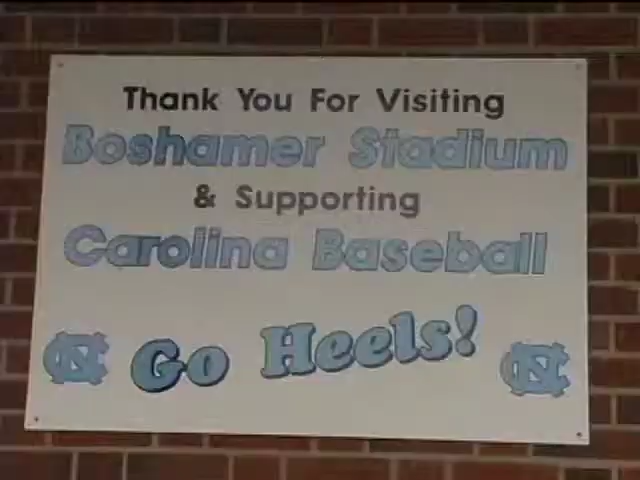 Thank You For Visiting
Boshamer Stadium
& Supporting
Carolina Baseball
Go Heels!
NC NC